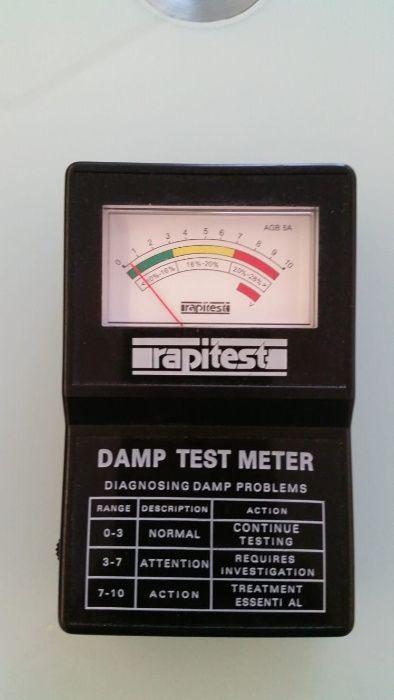 AGB 5A
0 1 2 3 4 5 6 7 8 9 10
<10%-16% 16%-20% 20%-28%>
rapitest
rapitest
DAMP TEST METER
DIAGNOSING DAMP PROBLEMS
RANGE DESCRIPTION ACTION
0-3 NORMAL CONTINUE
TESTING
3-7 ATTENTION REQUIRES
INVESTIGATION
7-10 ACTION TREATMENT
ESSENTI AL